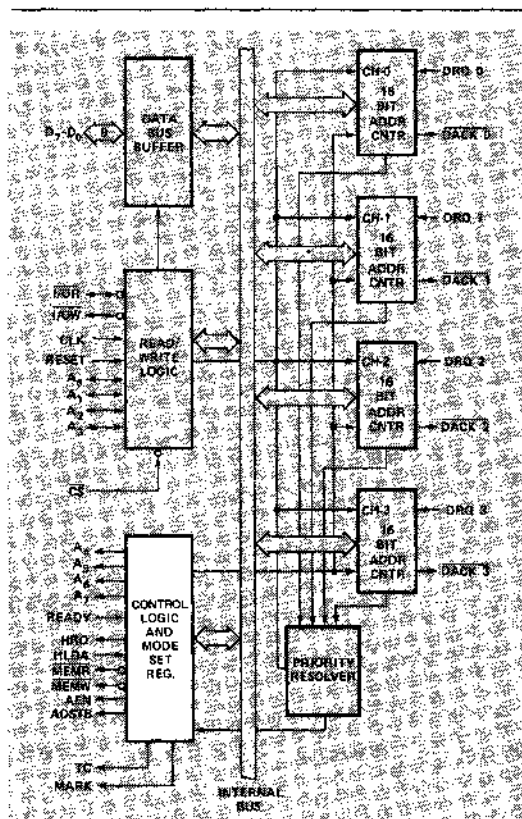 DATA
BUS
BUFFER
D7-D0
8
I/OR
I/OW
CLK
RESET
A0
A1
A2
A3
READ/
WRITE
LOGIC
CS
A4
A5
A6
A7
READY
HRQ
HLDA
MEMR
MEMW
AEN
ADSTB
TC
MARK
CONTROL
LOGIC
AND
MODE
SET
REG.
INTERNAL
BUS
CH-0
16
BIT
ADDR
CNTR
DRQ 0
DACK 0
CH-1
16
BIT
ADDR
CNTR
DRQ 1
DACK 1
CH-2
16
BIT
ADDR
CNTR
DRQ 2
DACK 2
CH-3
16
BIT
ADDR
CNTR
DRQ 3
DACK 3
PRIORITY
RESOLVER